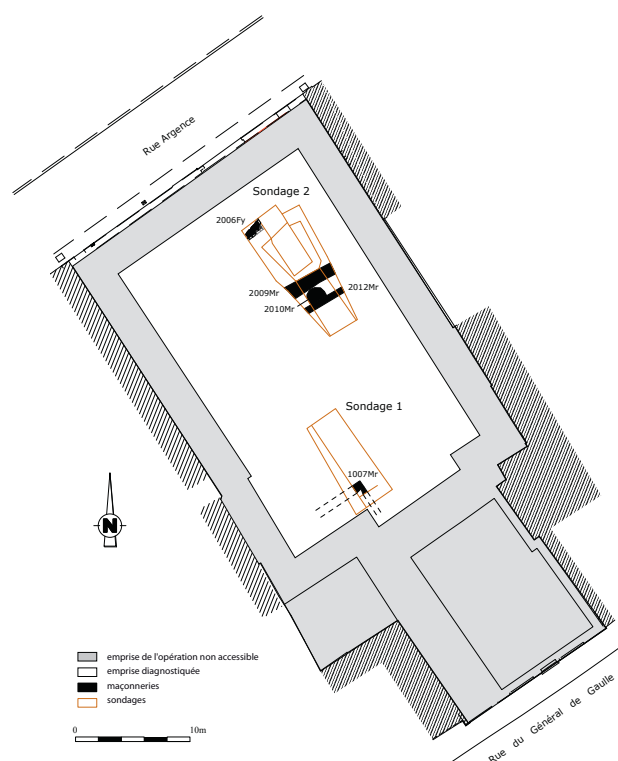 Rue Argence
Sondage 2
2006Fy
2009Mr
2012Mr
2010Mr
Sondage 1
1007Mr
N
emprise de l'opération non accessible
emprise diagnostiquée
maçonneries
sondages
0
10m
Rue du Général de Gaulle